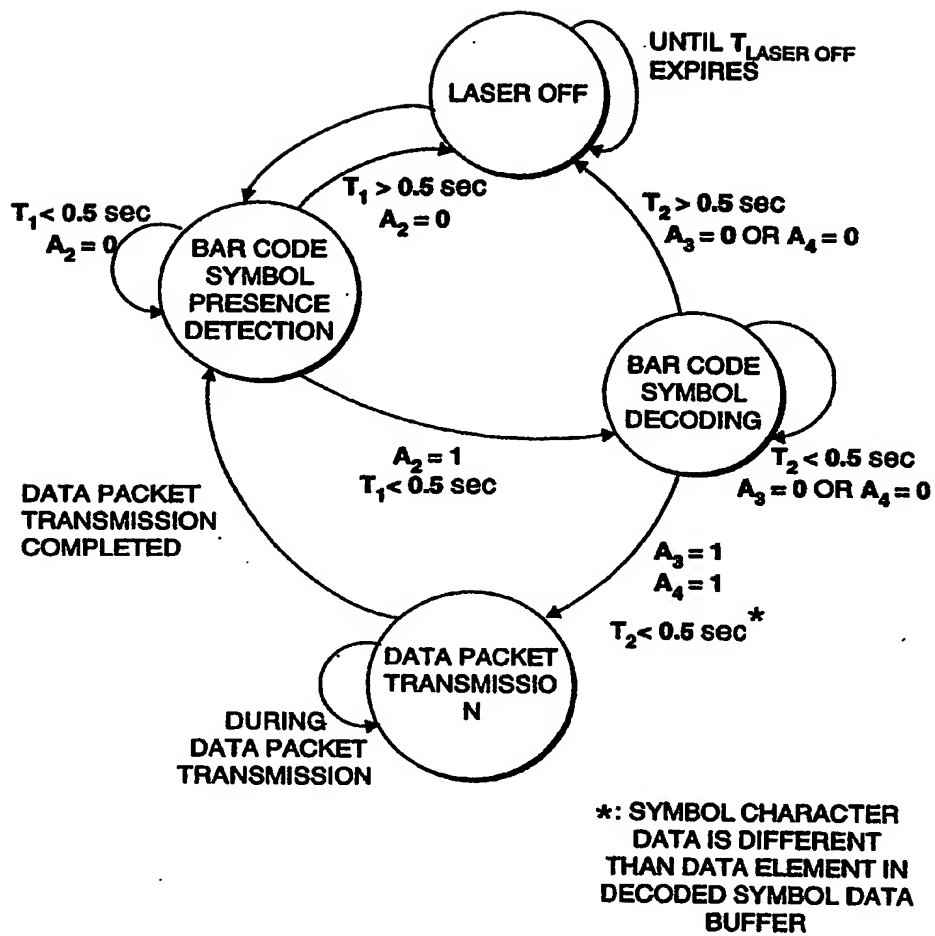 UNTIL T LASER OFF
EXPIRES
LASER OFF
T₁ > 0.5 sec
A₂ = 0
T₂ > 0.5 sec
A₃ = 0 OR A₄ = 0
T₁ < 0.5 sec
A₂ = 0
BAR CODE
SYMBOL
PRESENCE
DETECTION
BAR CODE
SYMBOL
DECODING
A₂ = 1
T₁ < 0.5 sec
T₂ < 0.5 sec
A₃ = 0 OR A₄ = 0
DATA PACKET
TRANSMISSION
COMPLETED
A₃ = 1
A₄ = 1
T₂ < 0.5 sec*
DATA PACKET
TRANSMISSIO
N
DURING
DATA PACKET
TRANSMISSION
*: SYMBOL CHARACTER
DATA IS DIFFERENT
THAN DATA ELEMENT IN
DECODED SYMBOL DATA
BUFFER